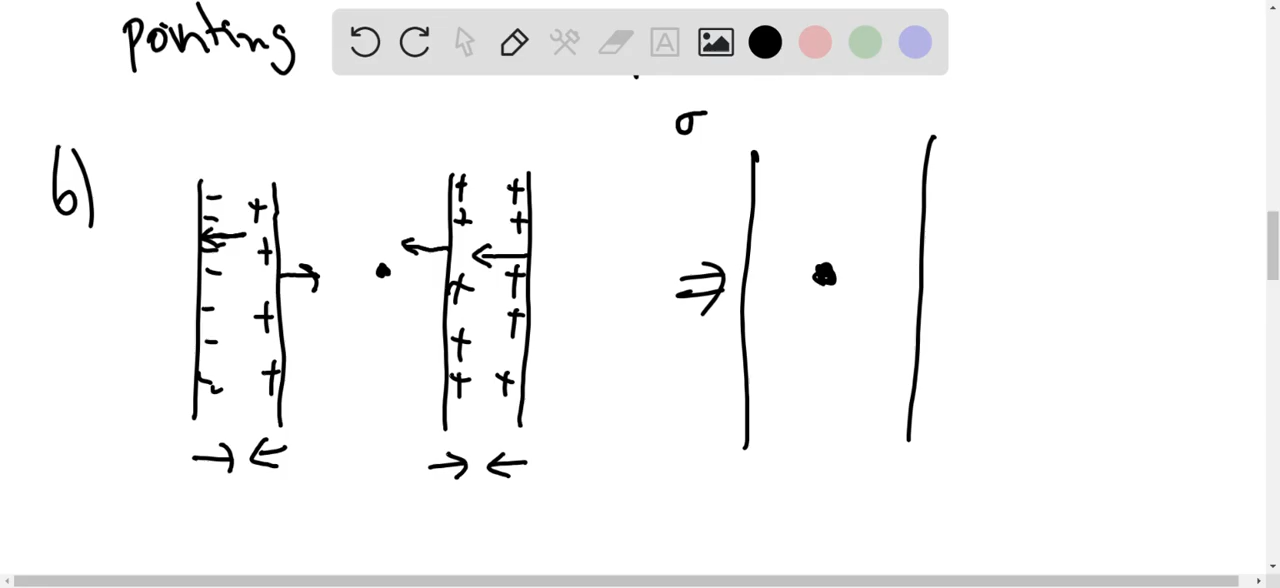 pointing
σ
b)
- + + +
- + +
- +
- + + +
- + +
- + +
- + + +